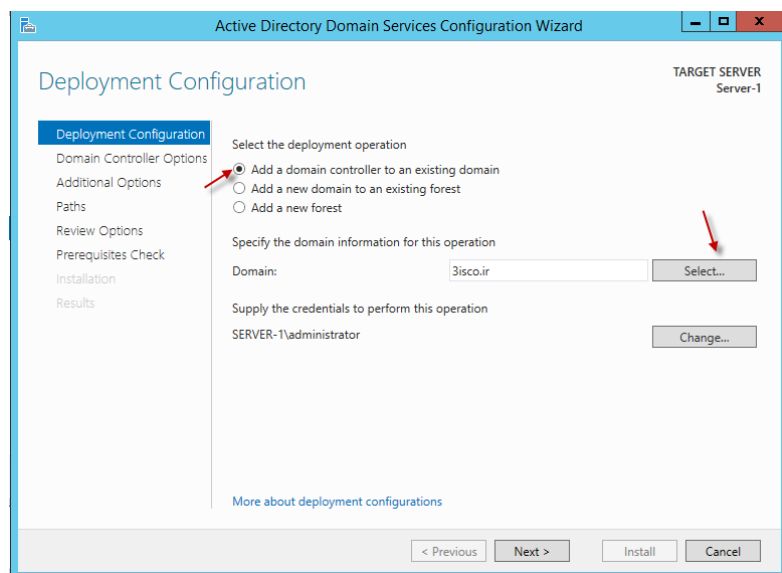 Active Directory Domain Services Configuration Wizard
Deployment Configuration
TARGET SERVER
Server-1
Deployment Configuration
Domain Controller Options
Additional Options
Paths
Review Options
Prerequisites Check
Installation
Results
Select the deployment operation
Add a domain controller to an existing domain
Add a new domain to an existing forest
Add a new forest
Specify the domain information for this operation
Domain: 3isco.ir Select...
Supply the credentials to perform this operation
SERVER-1\administrator Change...
More about deployment configurations
< Previous Next > Install Cancel